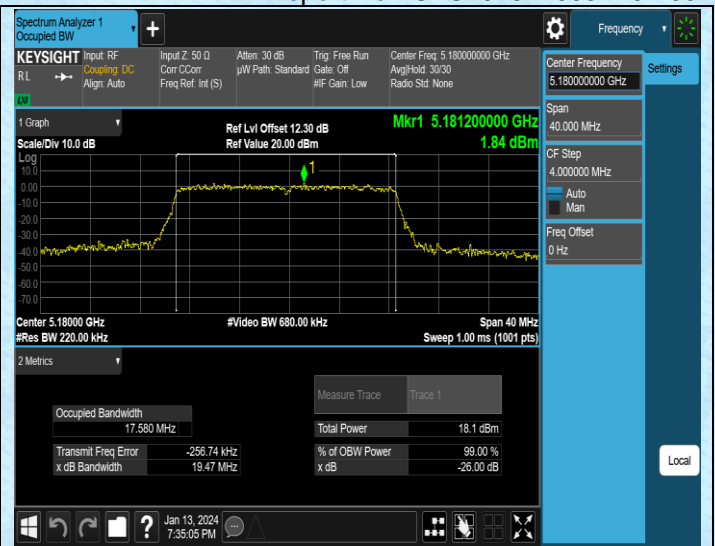 Spectrum Analyzer 1
Occupied BW
Frequency
KEYSIGHT
RL
LXI
Input: RF
Coupling: DC
Align: Auto
Input Z: 50 Ω
Corr CCorr
Freq Ref: Int (S)
Atten: 30 dB
µW Path: Standard
Trig: Free Run
Gate: Off
#IF Gain: Low
Center Freq: 5.180000000 GHz
Avg|Hold: 30/30
Radio Std: None
Center Frequency
5.180000000 GHz
Settings
Span
40.000 MHz
CF Step
4.000000 MHz
Auto
Man
Freq Offset
0 Hz
1 Graph
Scale/Div 10.0 dB
Ref Lvl Offset 12.30 dB
Ref Value 20.00 dBm
Mkr1 5.181200000 GHz
1.84 dBm
Log
10.0
0.00
-10.0
-20.0
-30.0
-40.0
-50.0
-60.0
-70.0
1
Center 5.18000 GHz
#Res BW 220.00 kHz
#Video BW 680.00 kHz
Span 40 MHz
Sweep 1.00 ms (1001 pts)
2 Metrics
Measure Trace
Trace 1
Occupied Bandwidth
17.580 MHz
Total Power
18.1 dBm
Transmit Freq Error
-256.74 kHz
% of OBW Power
99.00 %
x dB Bandwidth
19.47 MHz
x dB
-26.00 dB
Local
?
Jan 13, 2024
7:35:05 PM